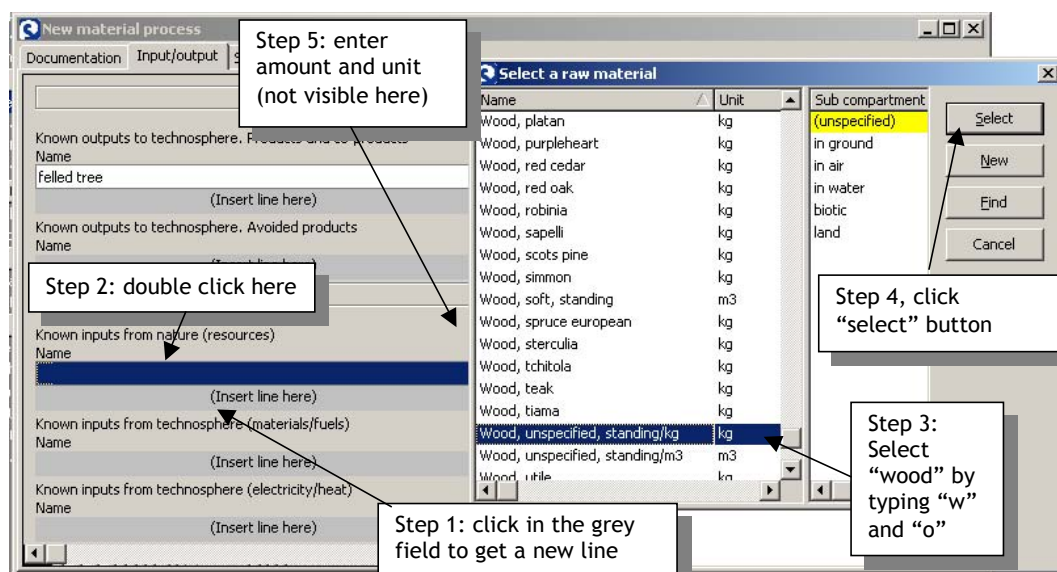 New material process
Documentation
Input/output
Step 5: enter
amount and unit
(not visible here)
Known outputs to technosphere. Products and co-products
Name
felled tree
(Insert line here)
Known outputs to technosphere. Avoided products
Name
Step 2: double click here
Known inputs from nature (resources)
Name
(Insert line here)
Known inputs from technosphere (materials/fuels)
Name
(Insert line here)
Known inputs from technosphere (electricity/heat)
Name
(Insert line here)
Step 1: click in the grey
field to get a new line
Select a raw material
Name Unit
Wood, platan kg
Wood, purpleheart kg
Wood, red cedar kg
Wood, red oak kg
Wood, robinia kg
Wood, sapelli kg
Wood, scots pine kg
Wood, simmon kg
Wood, soft, standing m3
Wood, spruce european kg
Wood, sterculia kg
Wood, tchitola kg
Wood, teak kg
Wood, tiama kg
Wood, unspecified, standing/kg kg
Wood, unspecified, standing/m3 m3
Wood, utile kg
Sub compartment
(unspecified)
in ground
in air
in water
biotic
land
Select
New
Find
Cancel
Step 4, click
“select” button
Step 3:
Select
“wood” by
typing “w”
and “o”